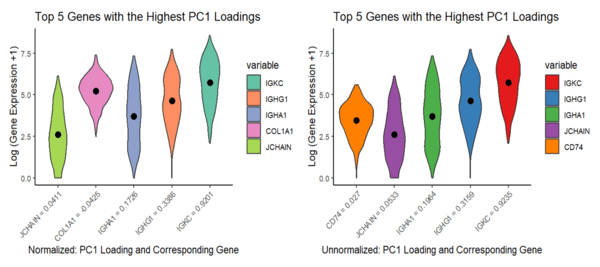 Top 5 Genes with the Highest PC1 Loadings
Log (Gene Expression +1)
7.5
5.0
2.5
0.0
JCHAIN = 0.0411
COL1A1 = -0.0425
IGHA1 = 0.1726
IGHG1 = 0.3386
IGKC = 0.9201
Normalized: PC1 Loading and Corresponding Gene
variable
IGKC
IGHG1
IGHA1
COL1A1
JCHAIN
Top 5 Genes with the Highest PC1 Loadings
Log (Gene Expression +1)
7.5
5.0
2.5
0.0
CD74 = 0.027
JCHAIN = 0.0533
IGHA1 = 0.1964
IGHG1 = 0.3159
IGKC = 0.9235
Unnormalized: PC1 Loading and Corresponding Gene
variable
IGKC
IGHG1
IGHA1
JCHAIN
CD74